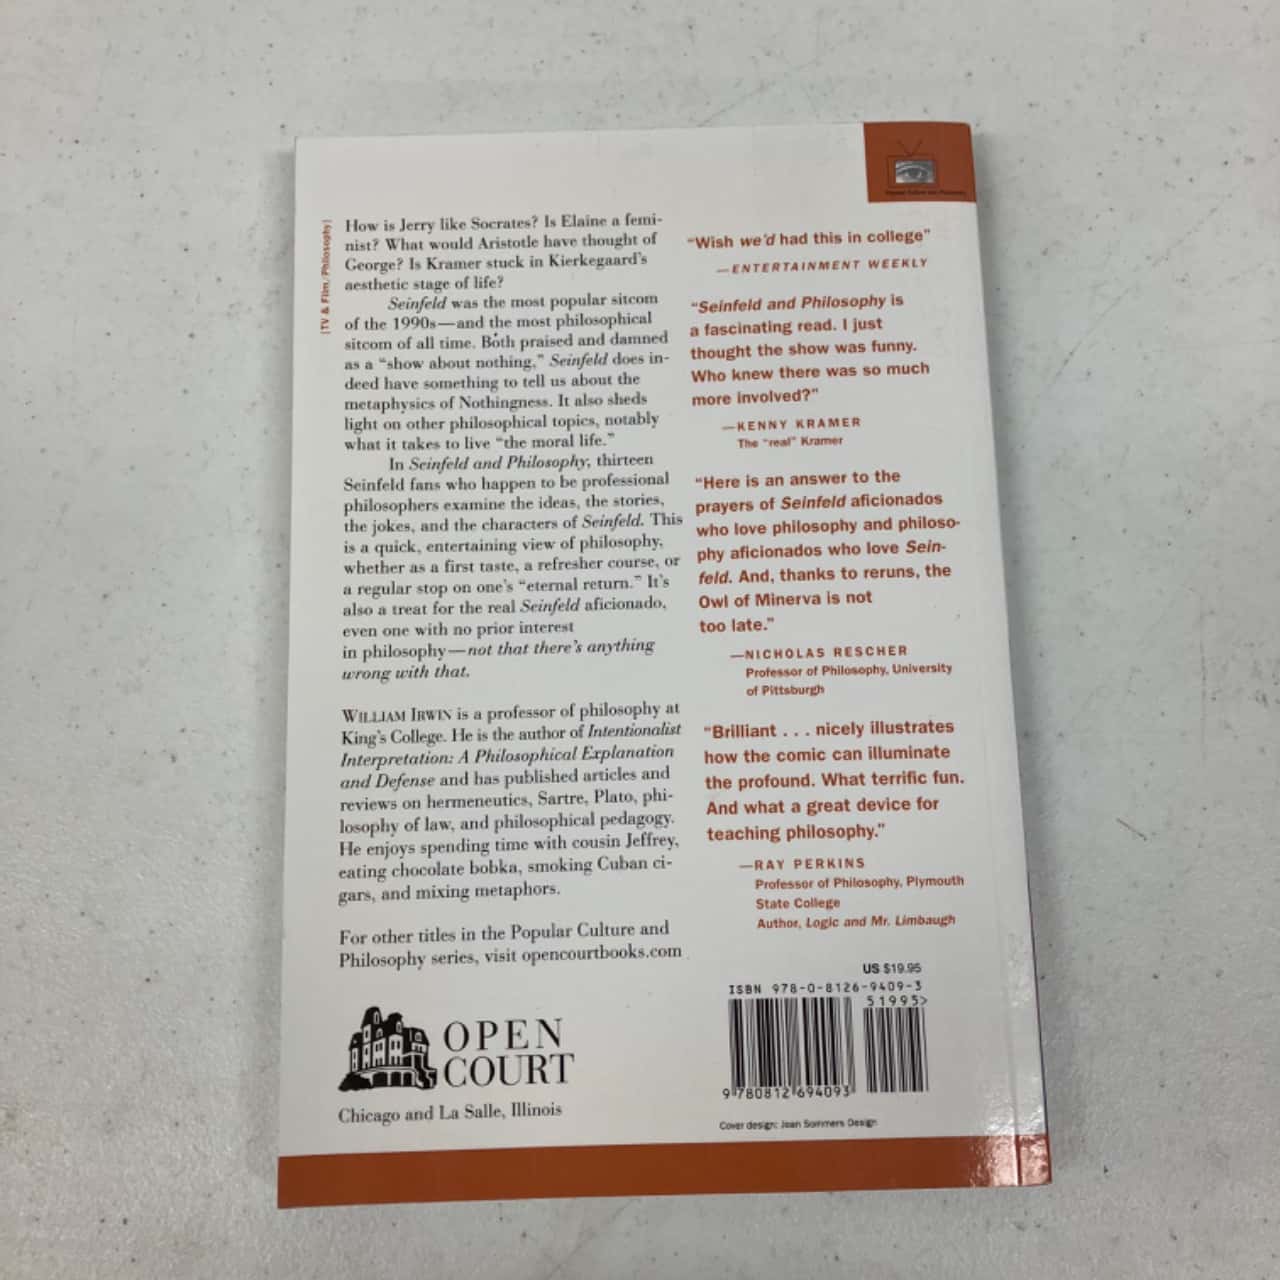 |TV & Film/Philosophy|
How is Jerry like Socrates? Is Elaine a femi-
nist? What would Aristotle have thought of
George? Is Kramer stuck in Kierkegaard's
aesthetic stage of life?
Seinfeld was the most popular sitcom
of the 1990s—and the most philosophical
sitcom of all time. Both praised and damned
as a “show about nothing,” Seinfeld does in-
deed have something to tell us about the
metaphysics of Nothingness. It also sheds
light on other philosophical topics, notably
what it takes to live “the moral life.”
In Seinfeld and Philosophy, thirteen
Seinfeld fans who happen to be professional
philosophers examine the ideas, the stories,
the jokes, and the characters of Seinfeld. This
is a quick, entertaining view of philosophy,
whether as a first taste, a refresher course, or
a regular stop on one's “eternal return.” It's
also a treat for the real Seinfeld aficionado,
even one with no prior interest
in philosophy—not that there's anything
wrong with that.
WILLIAM IRWIN is a professor of philosophy at
King's College. He is the author of Intentionalist
Interpretation: A Philosophical Explanation
and Defense and has published articles and
reviews on hermeneutics, Sartre, Plato, phi-
losophy of law, and philosophical pedagogy.
He enjoys spending time with cousin Jeffrey,
eating chocolate bobka, smoking Cuban ci-
gars, and mixing metaphors.
For other titles in the Popular Culture and
Philosophy series, visit opencourtbooks.com
OPEN
COURT
Chicago and La Salle, Illinois
“Wish we'd had this in college”
—ENTERTAINMENT WEEKLY
“Seinfeld and Philosophy is
a fascinating read. I just
thought the show was funny.
Who knew there was so much
more involved?”
—KENNY KRAMER
The “real” Kramer
“Here is an answer to the
prayers of Seinfeld aficionados
who love philosophy and philoso-
phy aficionados who love Sein-
feld. And, thanks to reruns, the
Owl of Minerva is not
too late.”
—NICHOLAS RESCHER
Professor of Philosophy, University
of Pittsburgh
“Brilliant . . . nicely illustrates
how the comic can illuminate
the profound. What terrific fun.
And what a great device for
teaching philosophy.”
—RAY PERKINS
Professor of Philosophy, Plymouth
State College
Author, Logic and Mr. Limbaugh
US $19.95
ISBN 978-0-8126-9409-3
51995>
9 780812 694093
Cover design: Joan Sommers Design